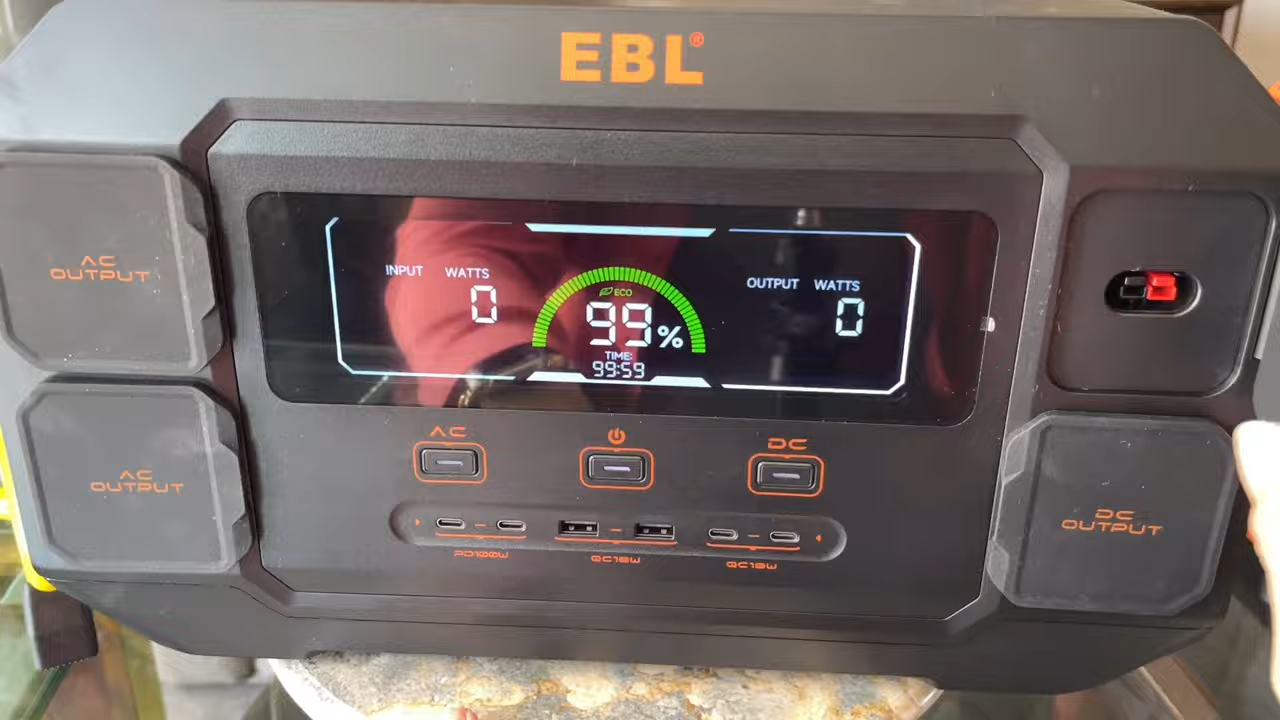 EBL®
AC
OUTPUT
AC
OUTPUT
INPUT WATTS
0
ECO
99%
TIME:
99:59
OUTPUT WATTS
0
AC
DC
PD100W
QC18W
QC18W
DC
OUTPUT